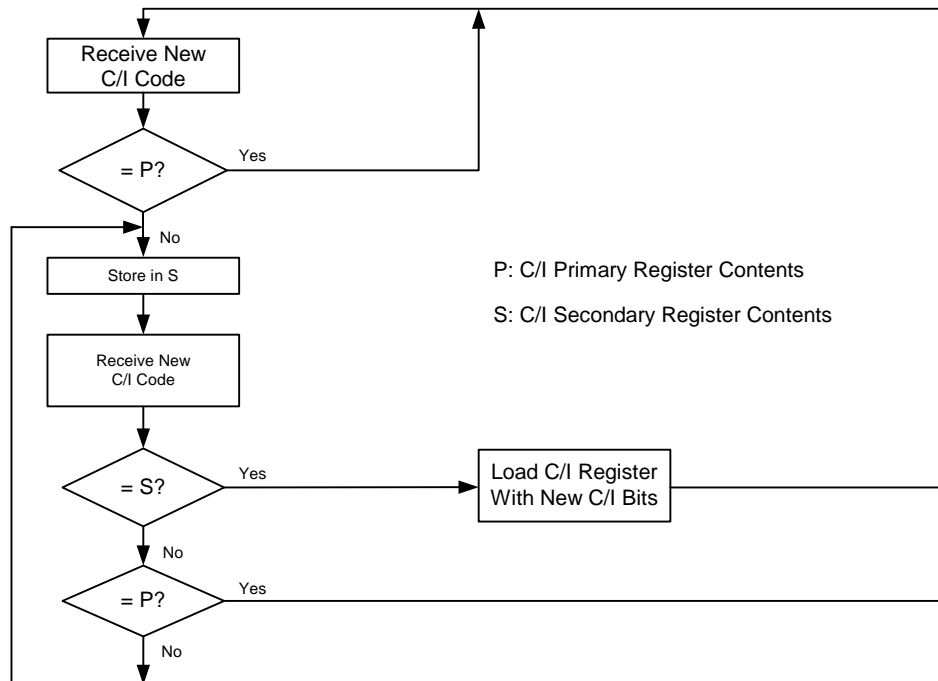 Receive New
C/I Code
= P?
Yes
No
Store in S
P: C/I Primary Register Contents
S: C/I Secondary Register Contents
Receive New
C/I Code
= S?
Yes
Load C/I Register
With New C/I Bits
No
= P?
Yes
No